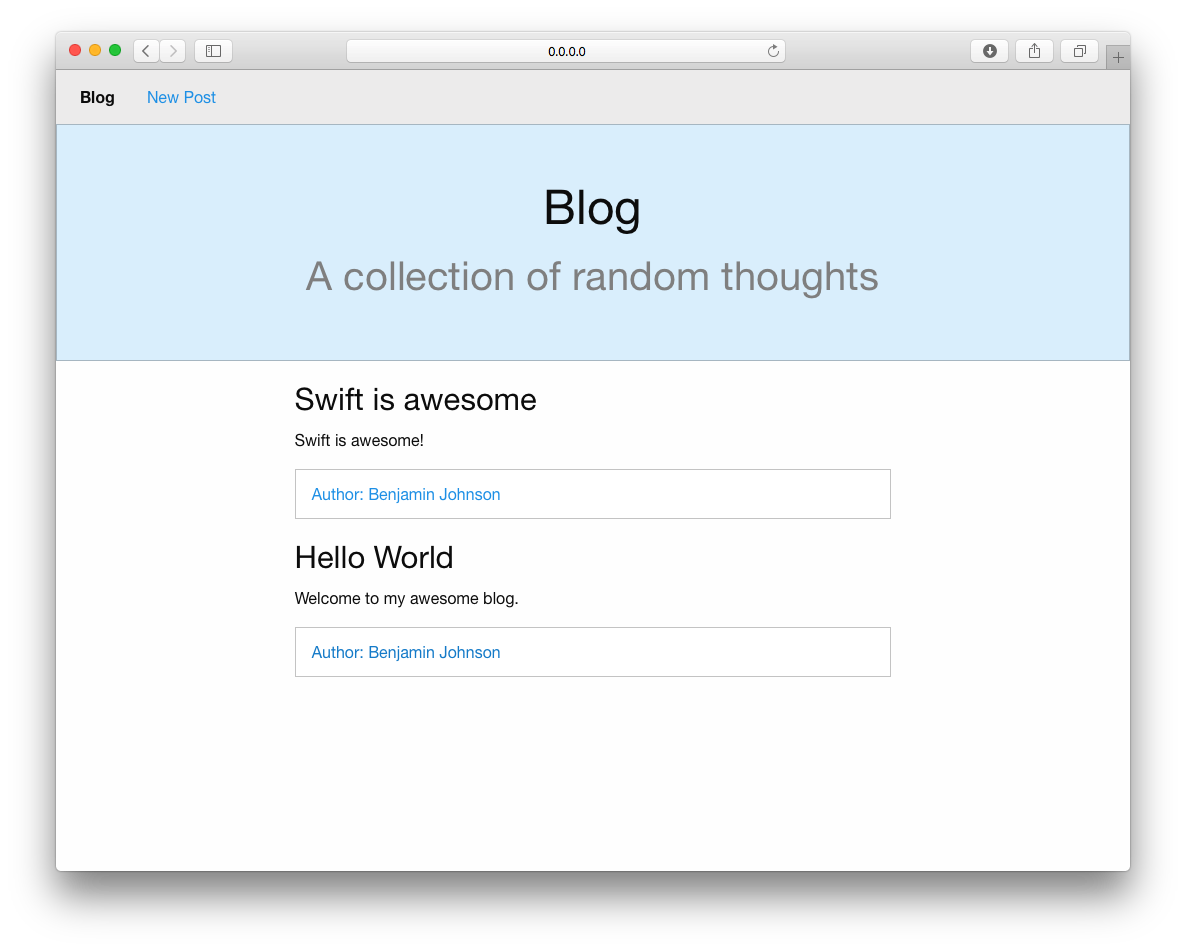 0.0.0.0
Blog New Post
Blog
A collection of random thoughts
Swift is awesome
Swift is awesome!
Author: Benjamin Johnson
Hello World
Welcome to my awesome blog.
Author: Benjamin Johnson